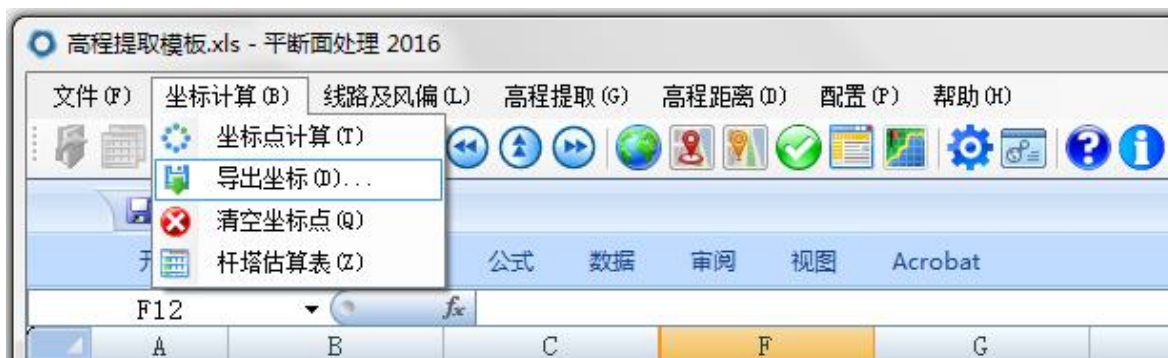 高程提取模板.xls - 平断面处理 2016
文件(F) 坐标计算(B) 线路及风偏(L) 高程提取(G) 高程距离(D) 配置(P) 帮助(H)
坐标点计算(T)
导出坐标(D)...
清空坐标点(Q)
杆塔估算表(Z)
公式 数据 审阅 视图 Acrobat
F12 fx
A B C F G